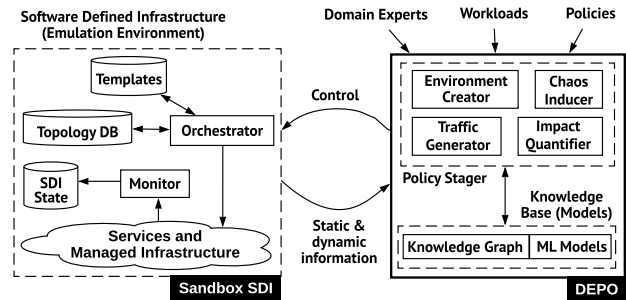 Software Defined Infrastructure
(Emulation Environment)
Templates
Topology DB
Orchestrator
SDI
State
Monitor
Services and
Managed Infrastructure
Sandbox SDI
Control
Static &
dynamic
information
Domain Experts
Workloads
Policies
Environment
Creator
Chaos
Inducer
Traffic
Generator
Impact
Quantifier
Policy Stager
Knowledge
Base (Models)
Knowledge Graph
ML Models
DEPO